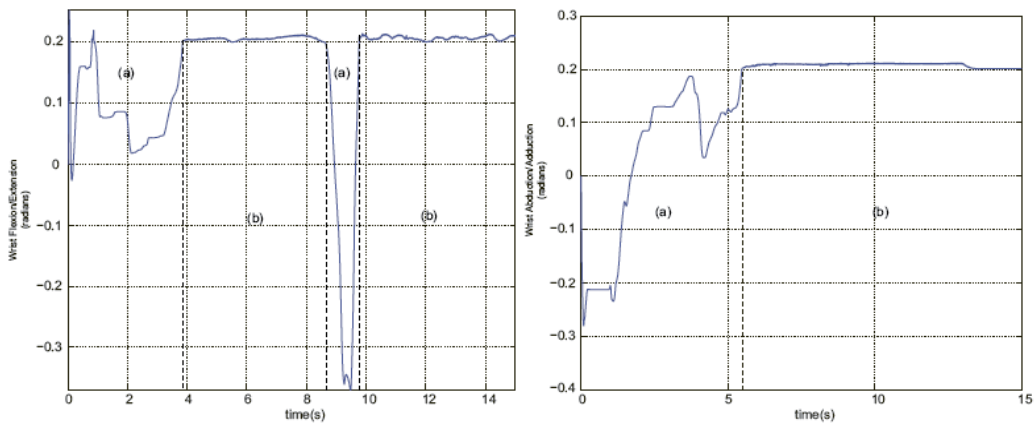 0.2
0.1
0
−0.1
−0.2
−0.3
Wrist Flexion/Extension
(radians)
(a)
(a)
(b)
(b)
0 2 4 6 8 10 12 14
time(s)
0.3
0.2
0.1
0
−0.1
−0.2
−0.3
−0.4
Wrist Abduction/Adduction
(radians)
(a)
(b)
0 5 10 15
time(s)